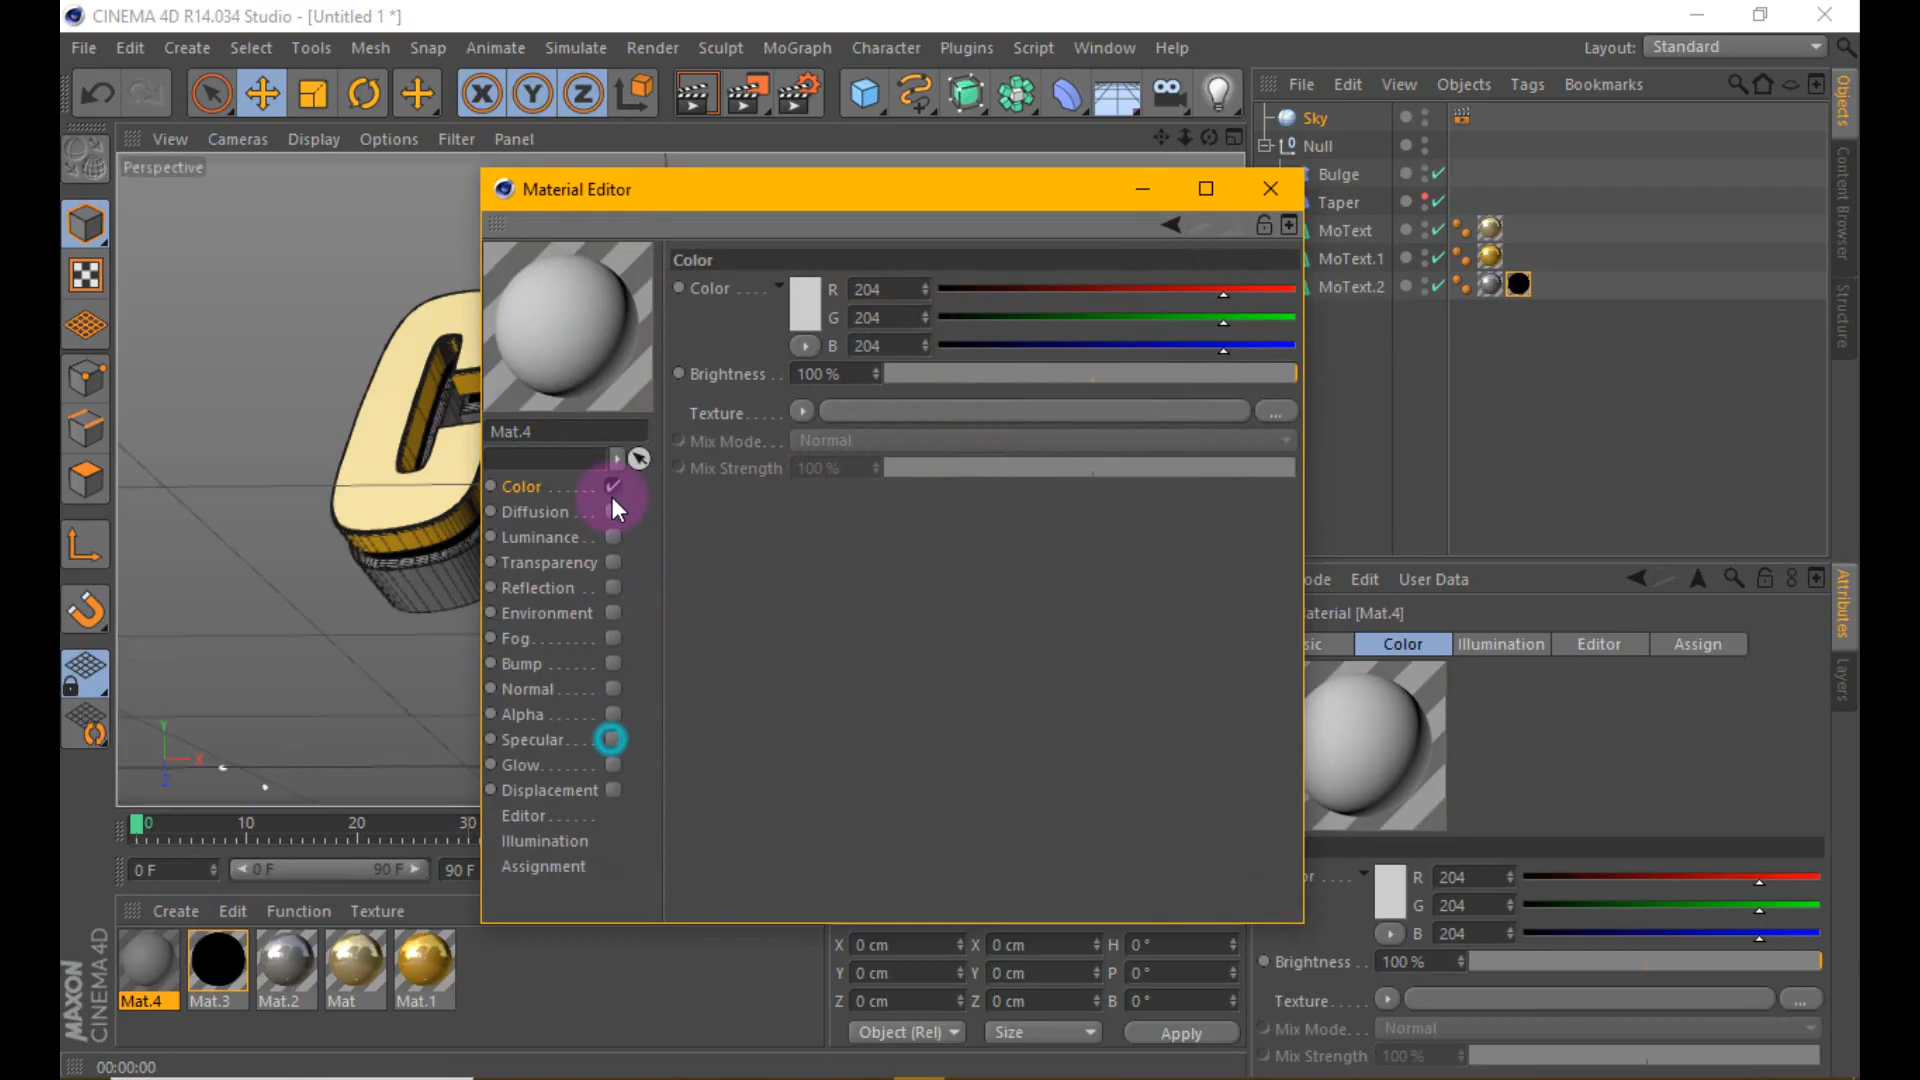 CINEMA 4D R14.034 Studio - [Untitled 1 *]
File Edit Create Select Tools Mesh Snap Animate Simulate Render Sculpt MoGraph Character Plugins Script Window Help Layout: Standard
File Edit View Objects Tags Bookmarks
View Cameras Display Options Filter Panel
Perspective
Sky
Null
Bulge
Taper
MoText
MoText.1
MoText.2
Objects
Content Browser
Structure
Material Editor
Color
Color . . . . R 204
G 204
B 204
Brightness . . 100 %
Texture . . . . . ...
Mix Mode. . . Normal
Mix Strength 100 %
Mat.4
Color . . . . . .
Diffusion . . .
Luminance . .
Transparency
Reflection . .
Environment
Fog. . . . . . . .
Bump . . . . . .
Normal . . . . .
Alpha . . . . . .
Specular. . . .
Glow. . . . . . .
Displacement
Editor . . . . . .
Illumination
Assignment
ode Edit User Data
aterial [Mat.4]
sic Color Illumination Editor Assign
Attributes
Layers
or . . . . R 204
G 204
B 204
Brightness . . 100 %
Texture . . . . . ...
Mix Mode. . . Normal
Mix Strength 100 %
Y
X
Z
0 10 20 30
0 F 0 F 90 F 90 F
Create Edit Function Texture
Mat.4 Mat.3 Mat.2 Mat Mat.1
X 0 cm X 0 cm H 0 °
Y 0 cm Y 0 cm P 0 °
Z 0 cm Z 0 cm B 0 °
Object (Rel) Size Apply
MAXON
CINEMA 4D
00:00:00